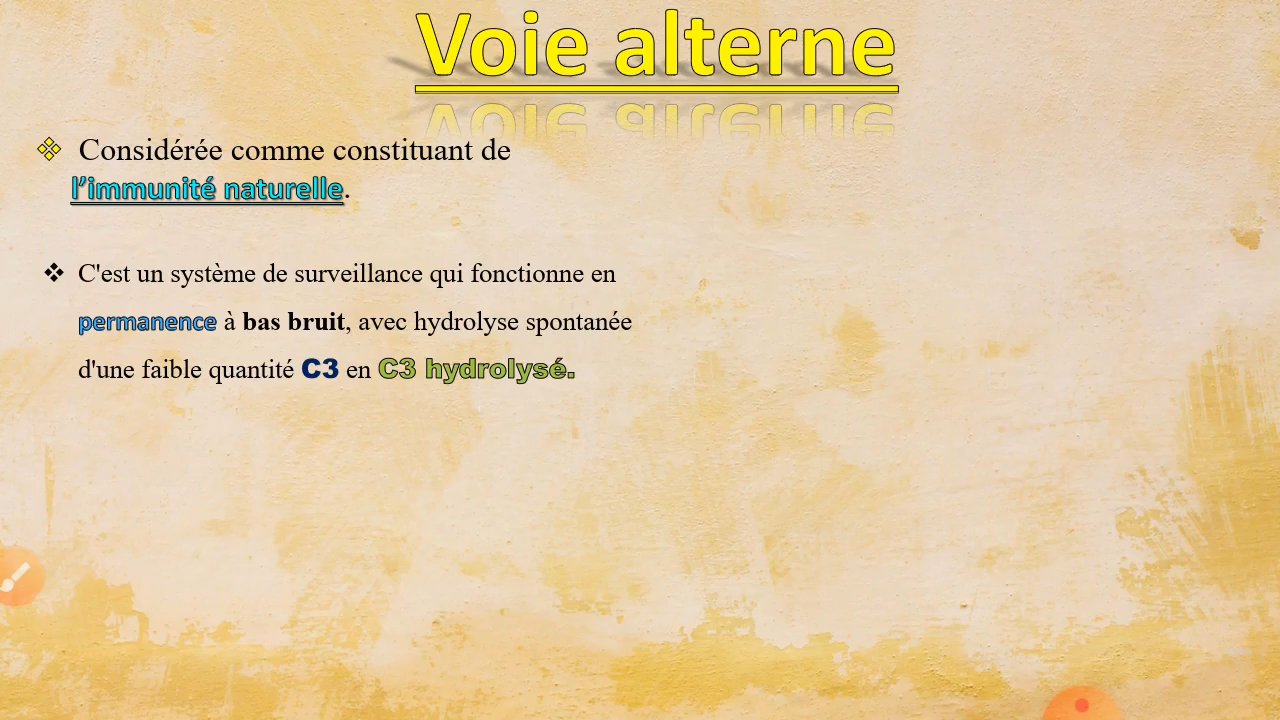 Voie alterne
❖ Considérée comme constituant de
l’immunité naturelle.
❖ C'est un système de surveillance qui fonctionne en
permanence à bas bruit, avec hydrolyse spontanée
d'une faible quantité C3 en C3 hydrolysé.